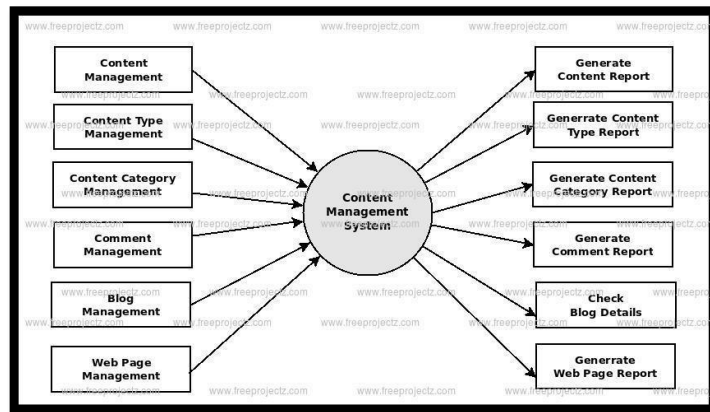 Content
Management
Content Type
Management
Content Category
Management
Comment
Management
Blog
Management
Web Page
Management
Content
Management
System
Generate
Content Report
Generrate Content
Type Report
Generate Content
Category Report
Generate
Comment Report
Check
Blog Details
Generrate
Web Page Report
www.freeprojectz.com